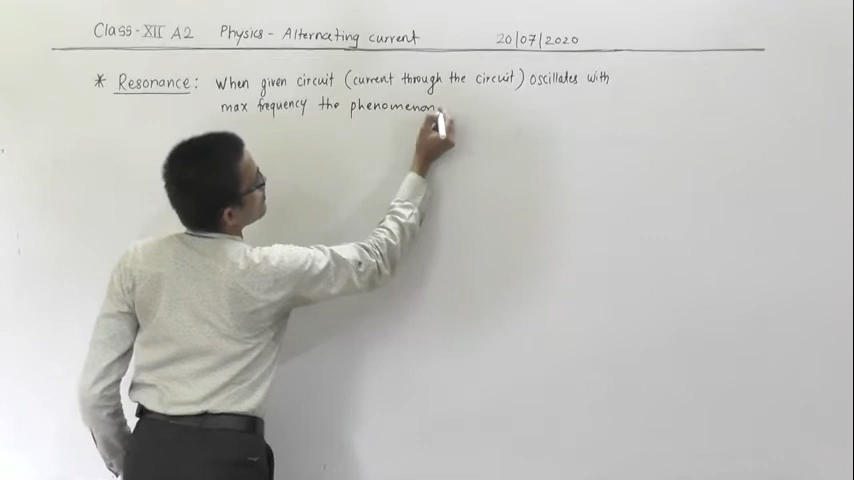 Class-XII A2 Physics - Alternating current 20/07/2020
* Resonance: When given circuit (current through the circuit) oscillates with
max frequency the phenomenon